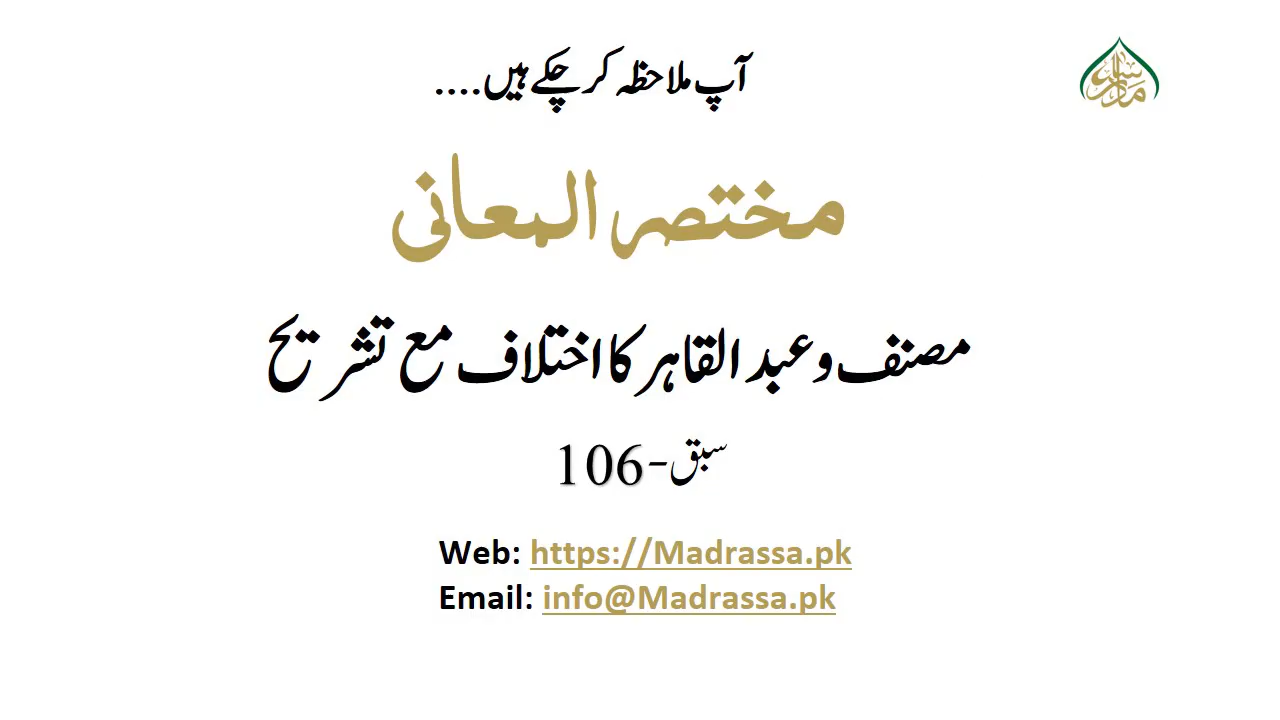 آپ ملاحظہ کر چکے ہیں....
مدرسہ
مختصر المعانی
مصنف و عبد القاہر کا اختلاف مع تشریح
سبق-106
Web: https://Madrassa.pk
Email: info@Madrassa.pk